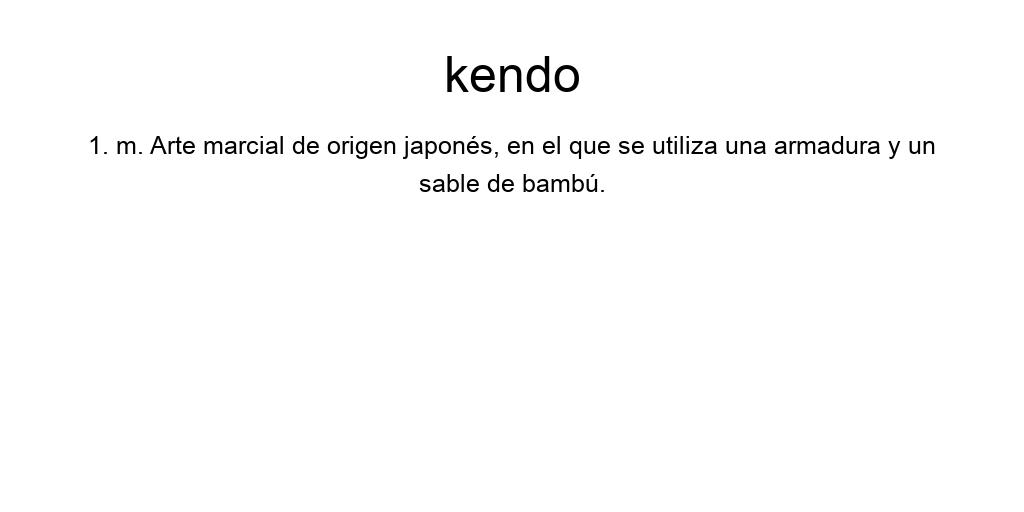 kendo
1. m. Arte marcial de origen japonés, en el que se utiliza una armadura y un
sable de bambú.